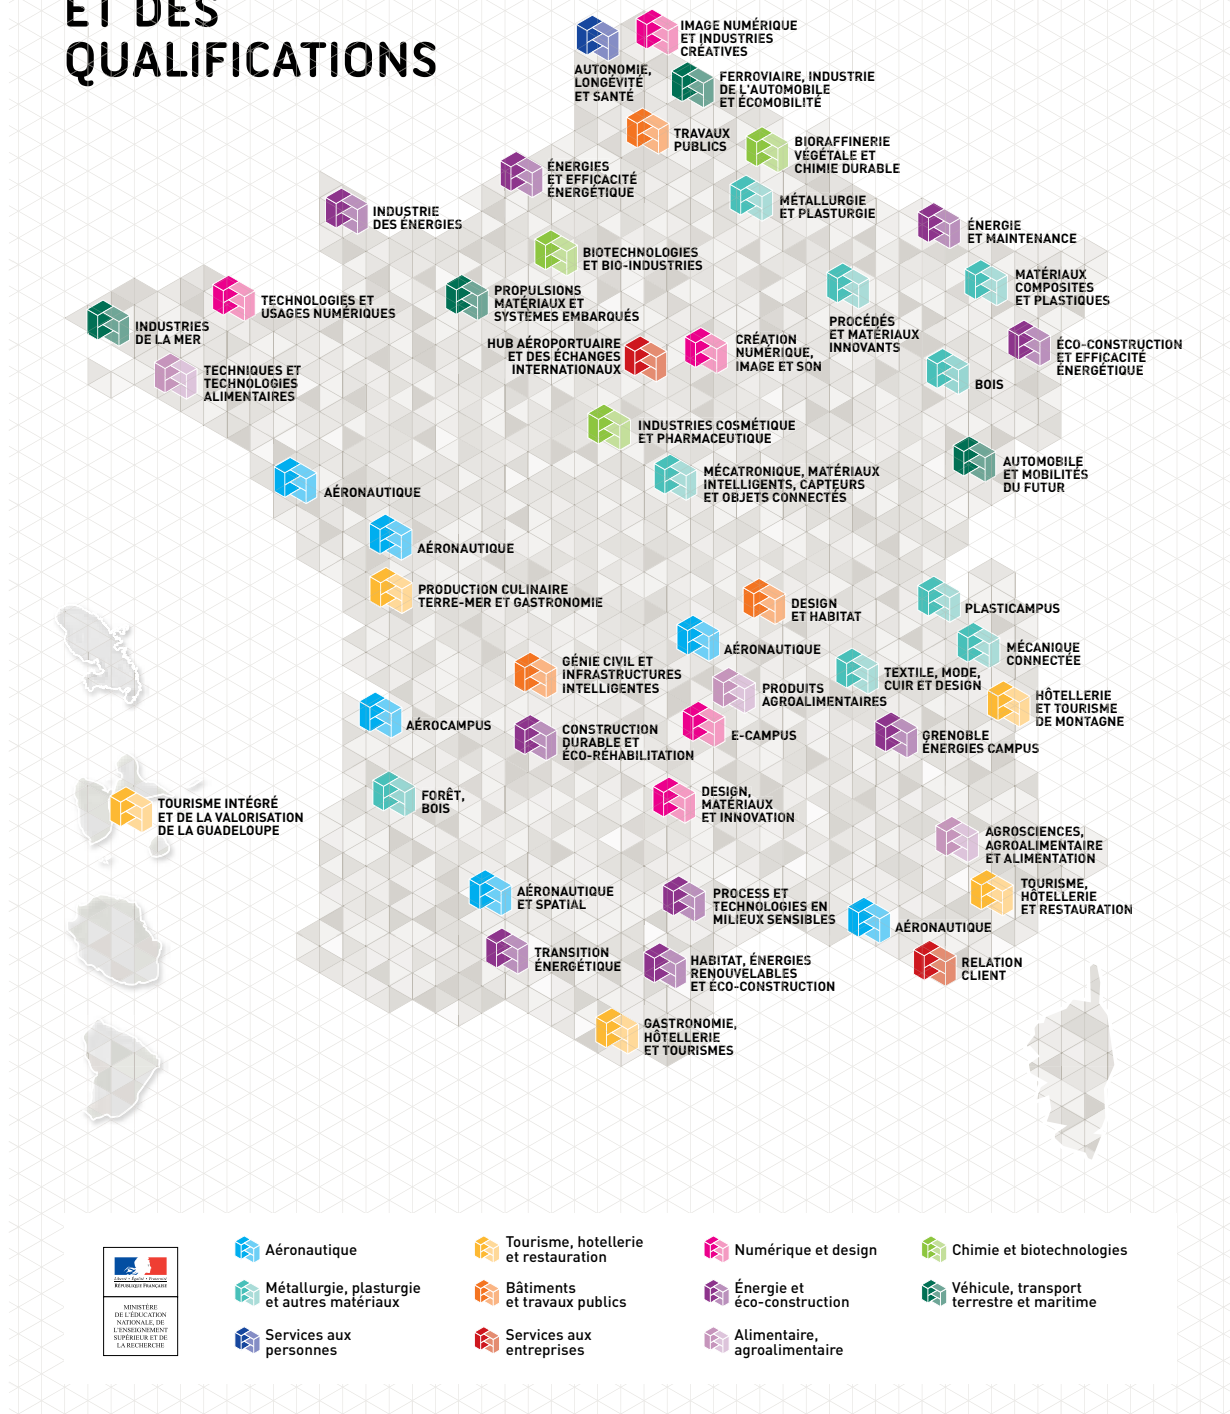 ET DES
QUALIFICATIONS
IMAGE NUMÉRIQUE
ET INDUSTRIES
CRÉATIVES
AUTONOMIE,
LONGÉVITÉ
ET SANTÉ
FERROVIAIRE, INDUSTRIE
DE L'AUTOMOBILE
ET ÉCOMOBILITÉ
TRAVAUX
PUBLICS
BIORAFFINERIE
VÉGÉTALE ET
CHIMIE DURABLE
ÉNERGIES
ET EFFICACITÉ
ÉNERGÉTIQUE
MÉTALLURGIE
ET PLASTURGIE
INDUSTRIE
DES ÉNERGIES
ÉNERGIE
ET MAINTENANCE
BIOTECHNOLOGIES
ET BIO-INDUSTRIES
MATÉRIAUX
COMPOSITES
ET PLASTIQUES
TECHNOLOGIES ET
USAGES NUMÉRIQUES
PROPULSIONS
MATÉRIAUX ET
SYSTÈMES EMBARQUÉS
INDUSTRIES
DE LA MER
PROCÉDÉS
ET MATÉRIAUX
INNOVANTS
HUB AÉROPORTUAIRE
ET DES ÉCHANGES
INTERNATIONAUX
CRÉATION
NUMÉRIQUE,
IMAGE ET SON
ÉCO-CONSTRUCTION
ET EFFICACITÉ
ÉNERGÉTIQUE
TECHNIQUES ET
TECHNOLOGIES
ALIMENTAIRES
BOIS
INDUSTRIES COSMÉTIQUE
ET PHARMACEUTIQUE
AUTOMOBILE
ET MOBILITÉS
DU FUTUR
MÉCATRONIQUE, MATÉRIAUX
INTELLIGENTS, CAPTEURS
ET OBJETS CONNECTÉS
AÉRONAUTIQUE
AÉRONAUTIQUE
PRODUCTION CULINAIRE
TERRE-MER ET GASTRONOMIE
DESIGN
ET HABITAT
PLASTICAMPUS
AÉRONAUTIQUE
MÉCANIQUE
CONNECTÉE
GÉNIE CIVIL ET
INFRASTRUCTURES
INTELLIGENTES
TEXTILE, MODE,
CUIR ET DESIGN
PRODUITS
AGROALIMENTAIRES
HÔTELLERIE
ET TOURISME
DE MONTAGNE
AÉROCAMPUS
CONSTRUCTION
DURABLE ET
ÉCO-RÉHABILITATION
E-CAMPUS
GRENOBLE
ÉNERGIES CAMPUS
FORÊT,
BOIS
DESIGN,
MATÉRIAUX
ET INNOVATION
TOURISME INTÉGRÉ
ET DE LA VALORISATION
DE LA GUADELOUPE
AGROSCIENCES,
AGROALIMENTAIRE
ET ALIMENTATION
AÉRONAUTIQUE
ET SPATIAL
PROCESS ET
TECHNOLOGIES EN
MILIEUX SENSIBLES
TOURISME,
HÔTELLERIE
ET RESTAURATION
AÉRONAUTIQUE
TRANSITION
ÉNERGÉTIQUE
HABITAT, ÉNERGIES
RENOUVELABLES
ET ÉCO-CONSTRUCTION
RELATION
CLIENT
GASTRONOMIE,
HÔTELLERIE
ET TOURISMES
Liberté • Égalité • Fraternité
RÉPUBLIQUE FRANÇAISE
MINISTÈRE
DE L'ÉDUCATION
NATIONALE, DE
L'ENSEIGNEMENT
SUPÉRIEUR ET DE
LA RECHERCHE
Aéronautique
Tourisme, hotellerie
et restauration
Numérique et design
Chimie et biotechnologies
Métallurgie, plasturgie
et autres matériaux
Bâtiments
et travaux publics
Énergie et
éco-construction
Véhicule, transport
terrestre et maritime
Services aux
personnes
Services aux
entreprises
Alimentaire,
agroalimentaire